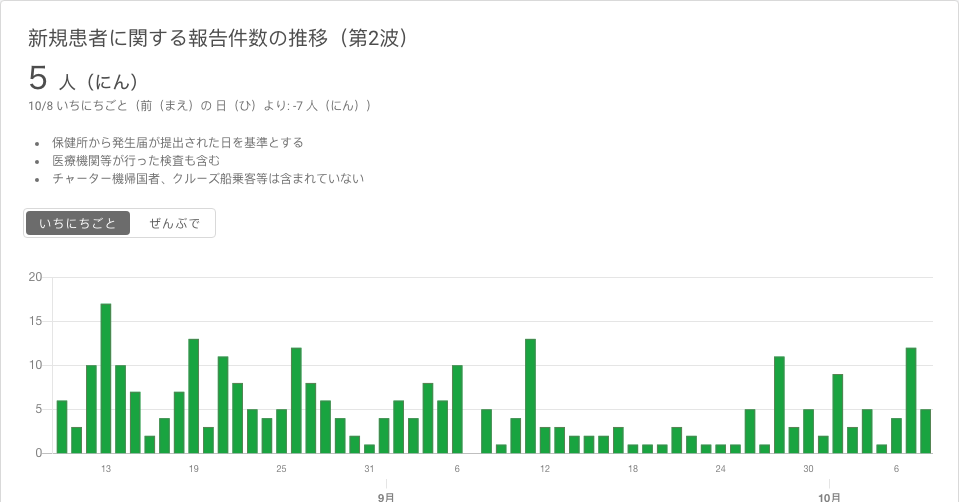 新規患者に関する報告件数の推移（第2波）
5 人（にん）
10/8 いちにちごと（前（まえ）の 日（ひ）より: -7 人（にん））
• 保健所から発生届が提出された日を基準とする
• 医療機関等が行った検査も含む
• チャーター機帰国者、クルーズ船乗客等は含まれていない
いちにちごと ぜんぶで
20
15
10
5
0
13 19 25 31 6 12 18 24 30 6
9月 10月